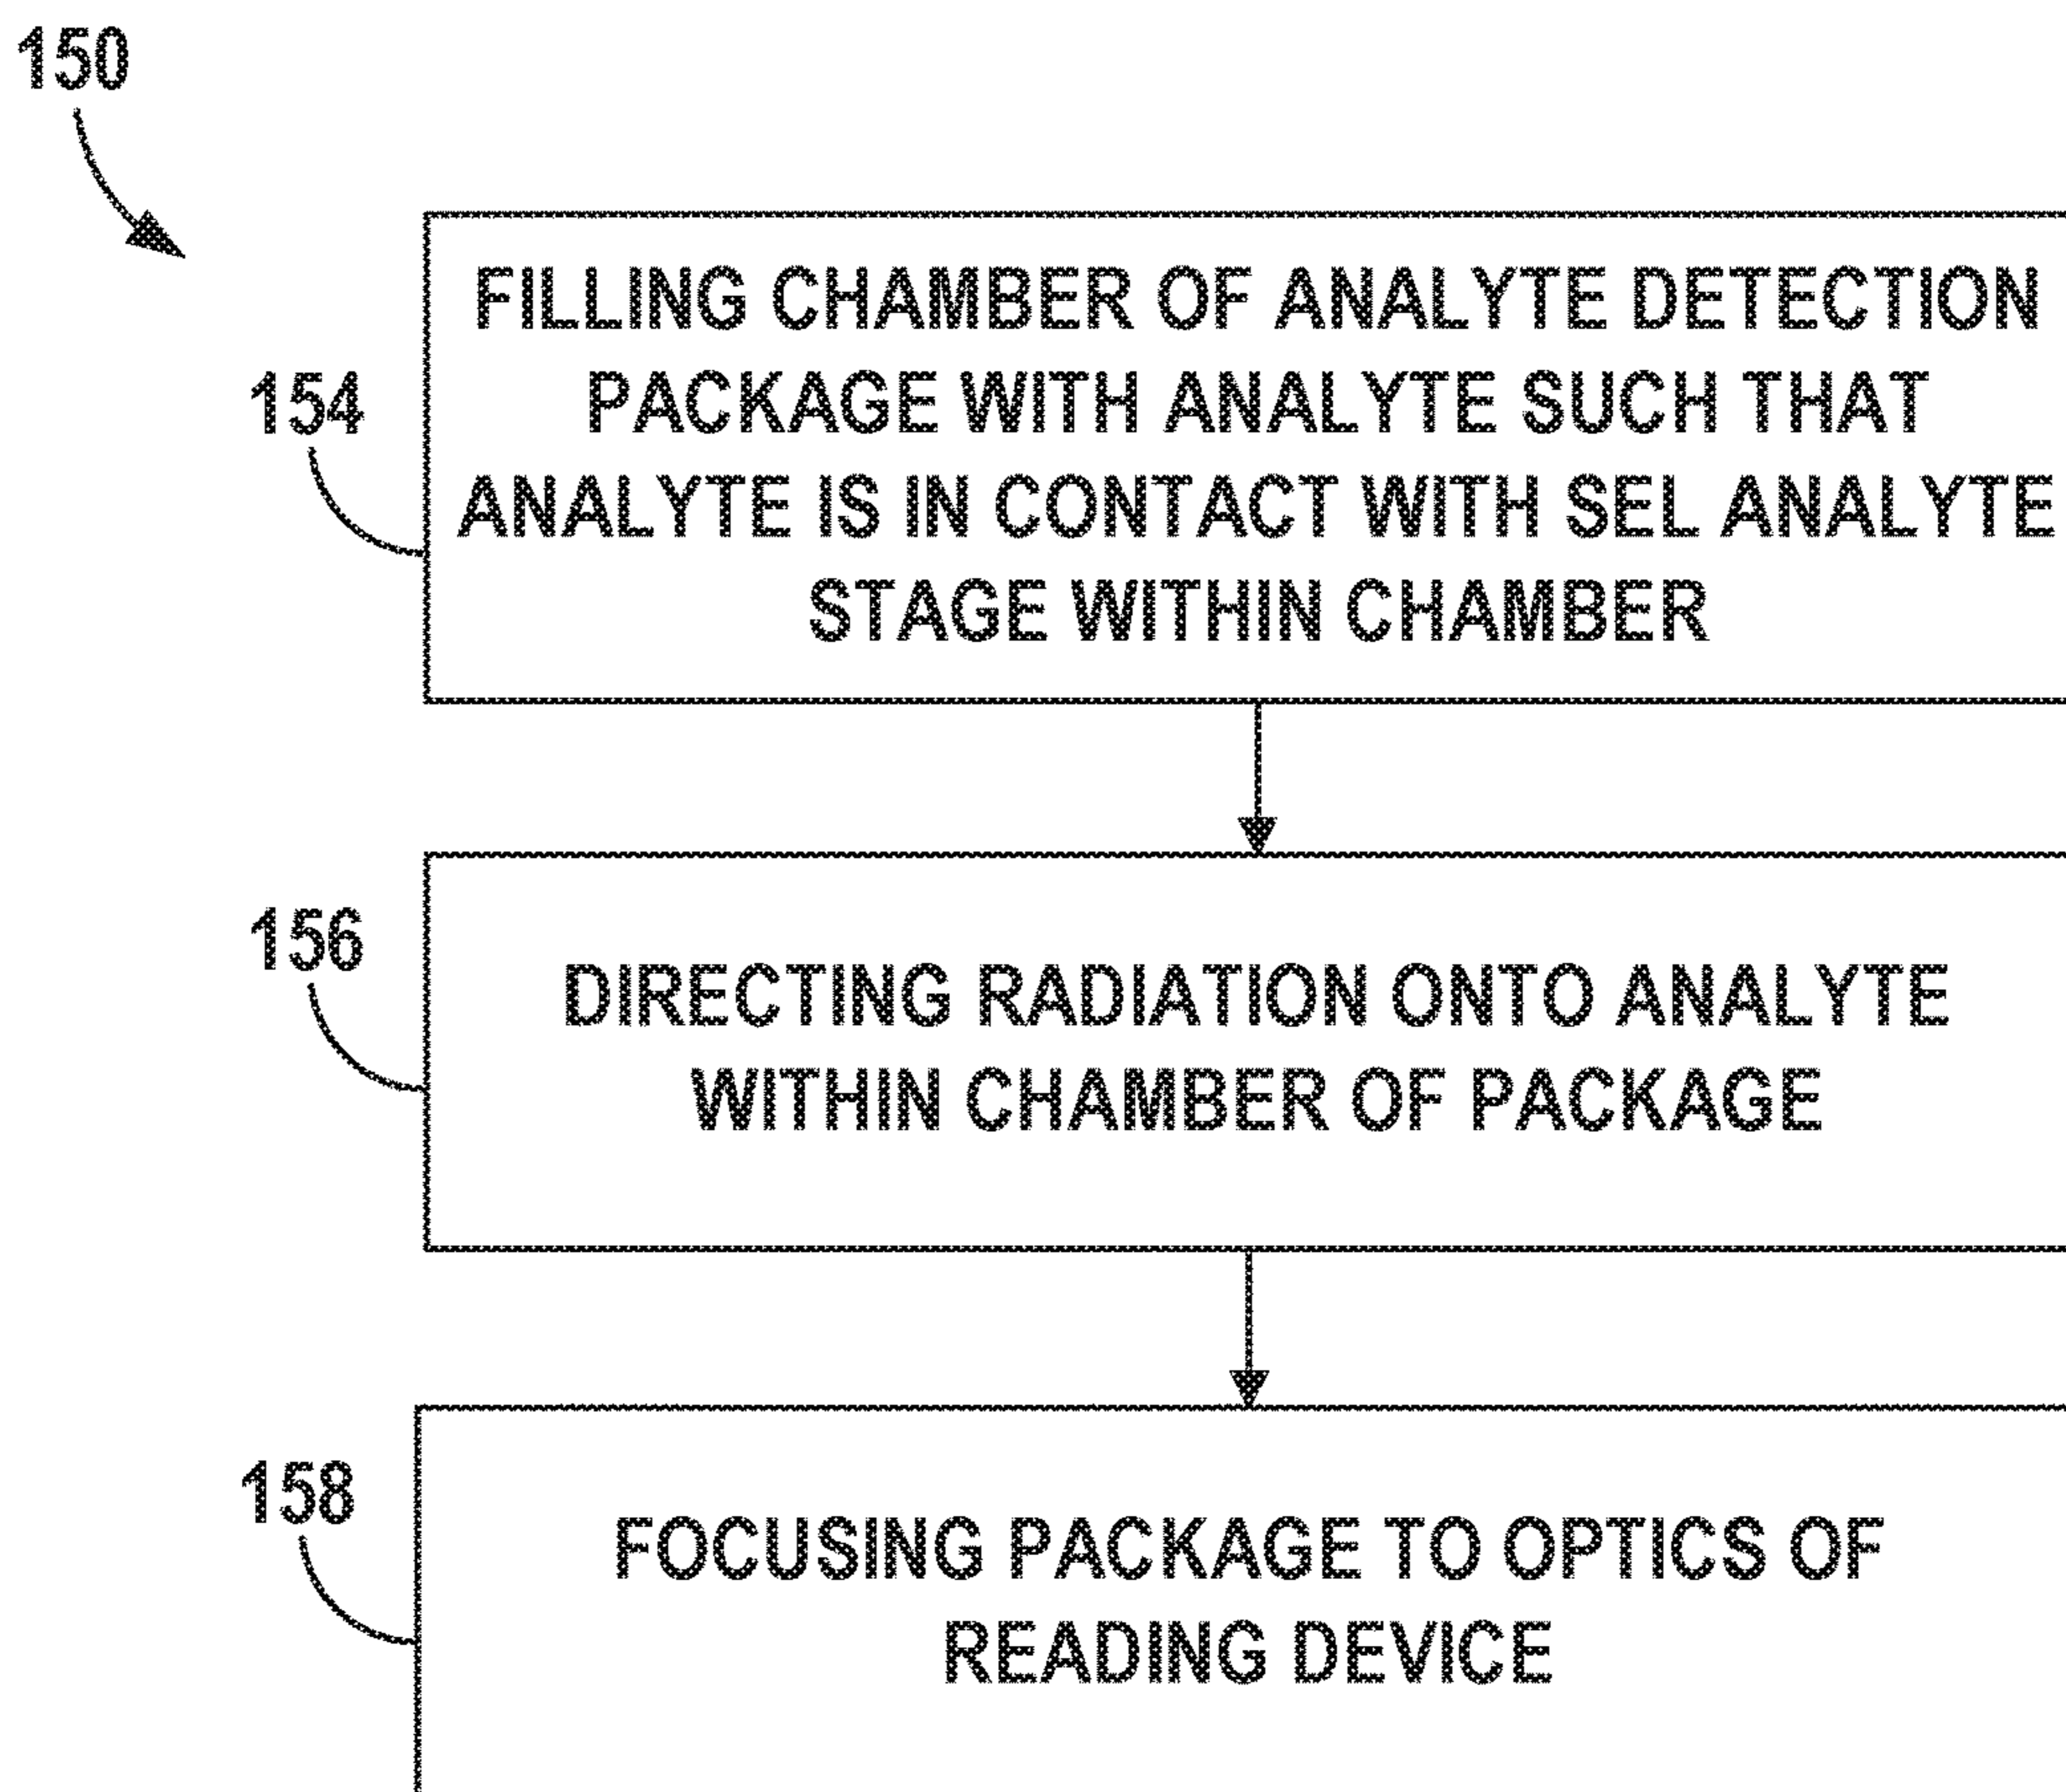 150
154
FILLING CHAMBER OF ANALYTE DETECTION
PACKAGE WITH ANALYTE SUCH THAT
ANALYTE IS IN CONTACT WITH SEL ANALYTE
STAGE WITHIN CHAMBER
156
DIRECTING RADIATION ONTO ANALYTE
WITHIN CHAMBER OF PACKAGE
158
FOCUSING PACKAGE TO OPTICS OF
READING DEVICE